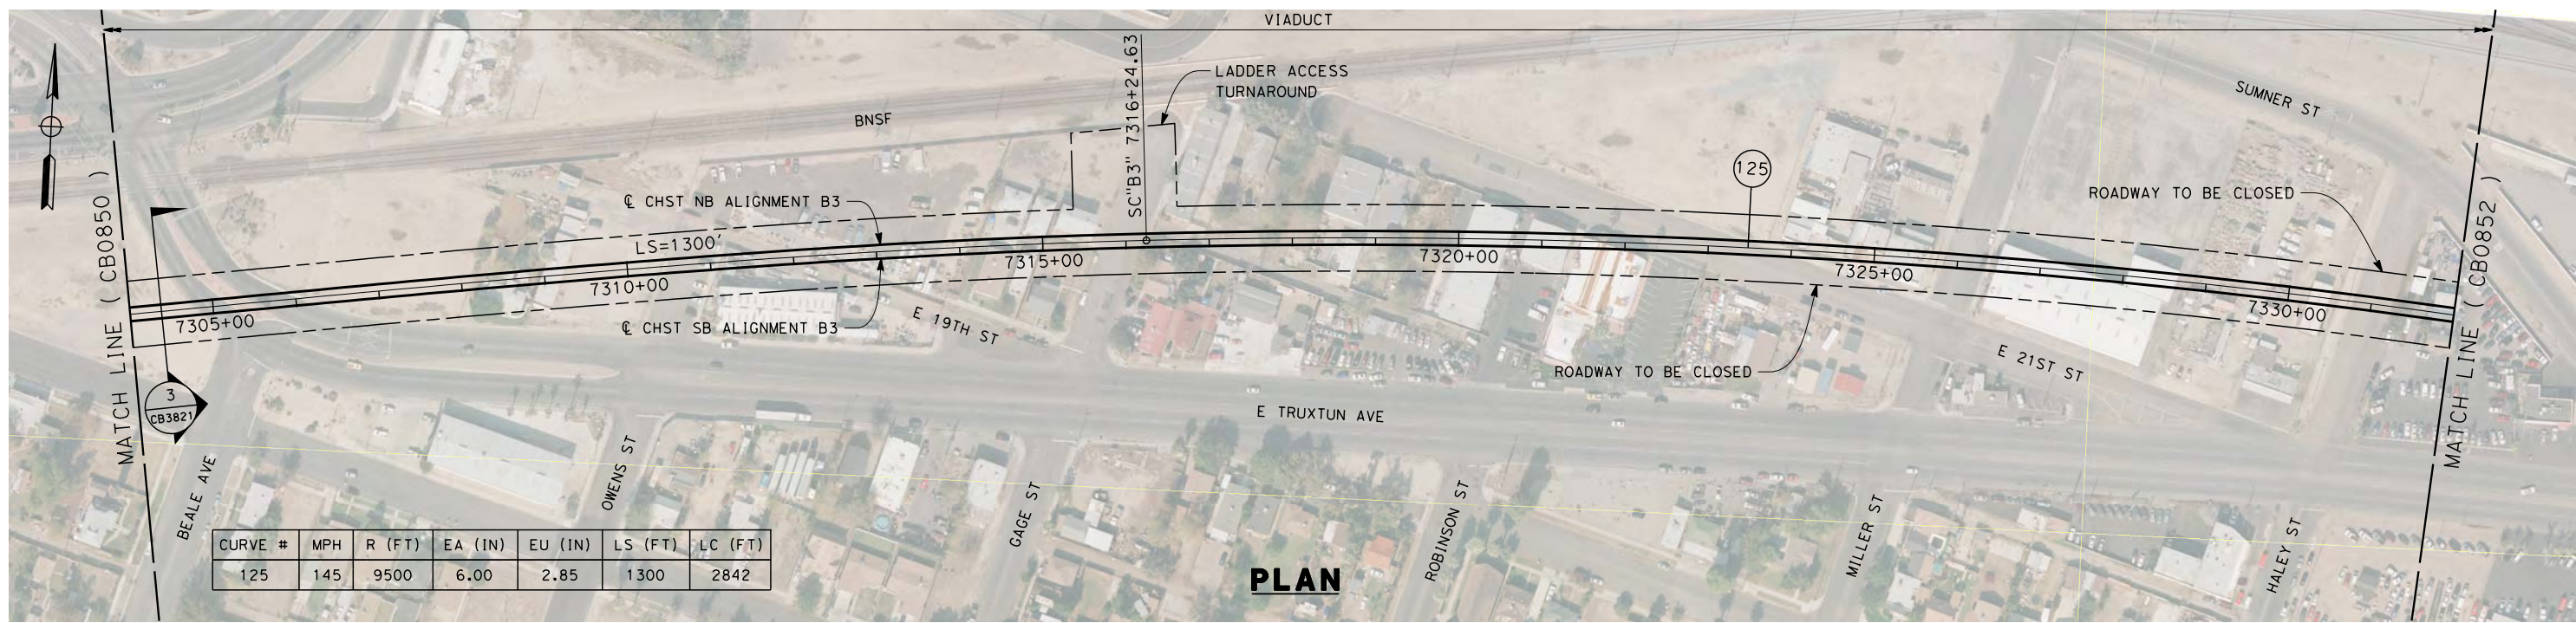 VIADUCT
SC"B3" 7316+24.63
LADDER ACCESS
TURNAROUND
SUMNER ST
BNSF
125
MATCH LINE ( CB0850 )
℄ CHST NB ALIGNMENT B3
ROADWAY TO BE CLOSED
MATCH LINE ( CB0852 )
LS=1300'
7305+00
7310+00
7315+00
7320+00
7325+00
7330+00
℄ CHST SB ALIGNMENT B3
E 19TH ST
ROADWAY TO BE CLOSED
E 21ST ST
3
CB3821
E TRUXTUN AVE
BEALE AVE
OWENS ST
GAGE ST
ROBINSON ST
MILLER ST
HALEY ST
CURVE # MPH R (FT) EA (IN) EU (IN) LS (FT) LC (FT)
125 145 9500 6.00 2.85 1300 2842
PLAN